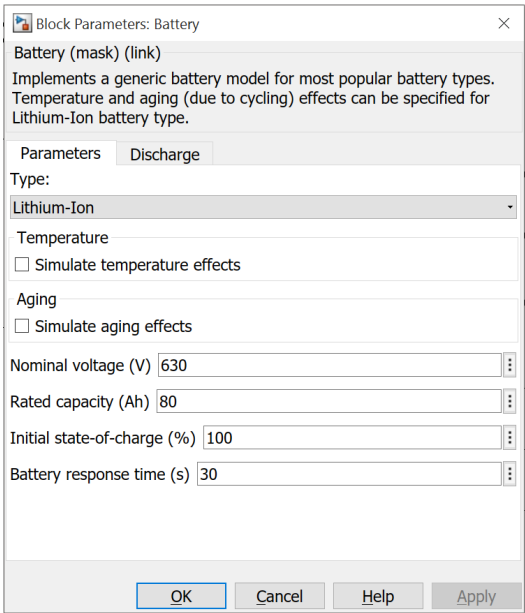 Block Parameters: Battery
Battery (mask) (link)
Implements a generic battery model for most popular battery types.
Temperature and aging (due to cycling) effects can be specified for
Lithium-Ion battery type.
Parameters Discharge
Type:
Lithium-Ion
Temperature
Simulate temperature effects
Aging
Simulate aging effects
Nominal voltage (V) 630
Rated capacity (Ah) 80
Initial state-of-charge (%) 100
Battery response time (s) 30
OK Cancel Help Apply